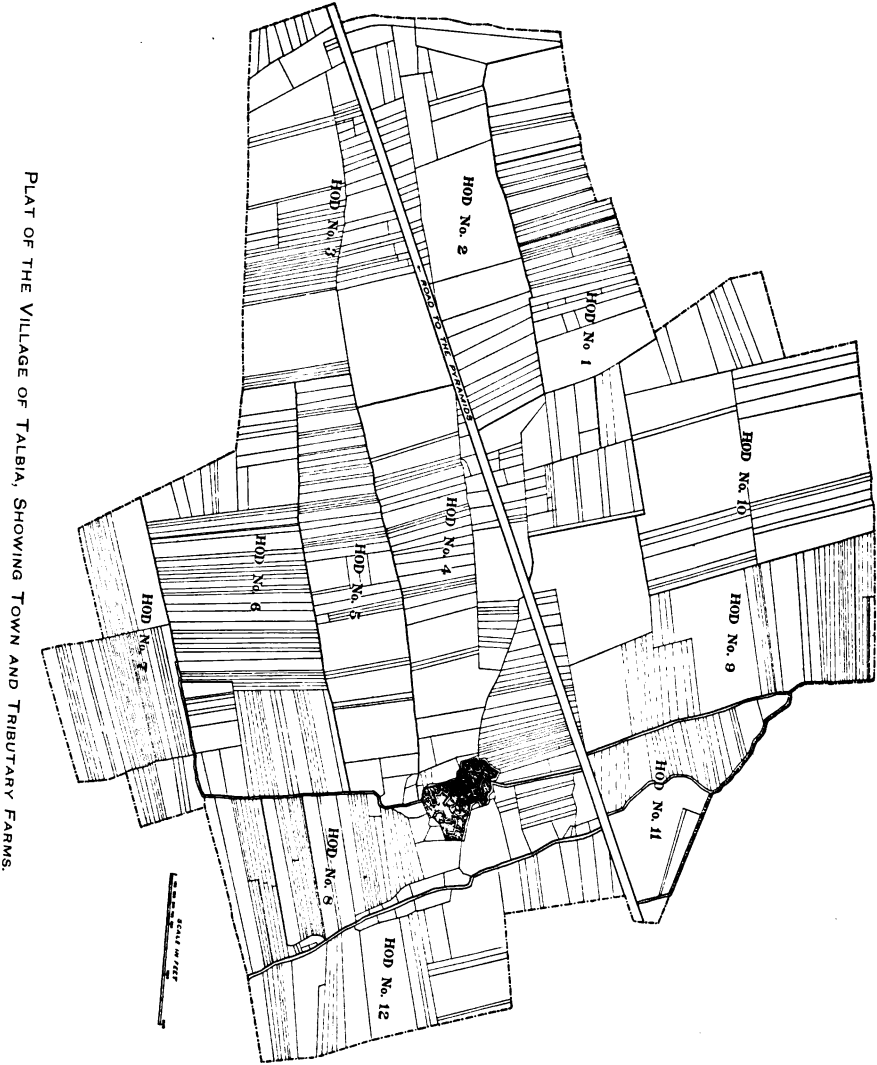 PLAT OF THE VILLAGE OF TALBIA, SHOWING TOWN AND TRIBUTARY FARMS.
HOD No. 1
HOD No. 2
HOD No. 3
HOD No. 4
HOD No. 5
HOD No. 6
HOD No. 7
HOD No. 8
HOD No. 9
HOD No. 10
HOD No. 11
HOD No. 12
ROAD TO THE PYRAMIDS
SCALE IN FEET